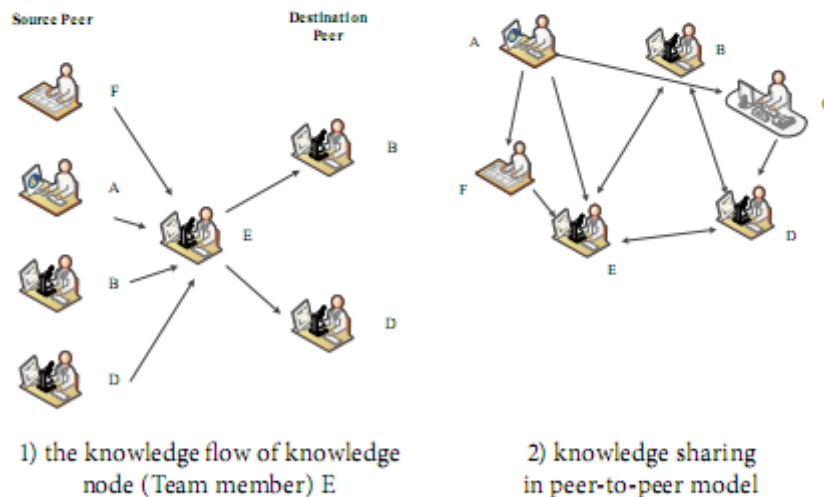 Source Peer
Destination
Peer
F
A
B
D
E
B
D
A
B
F
D
E
1) the knowledge flow of knowledge
node (Team member) E
2) knowledge sharing
in peer-to-peer model